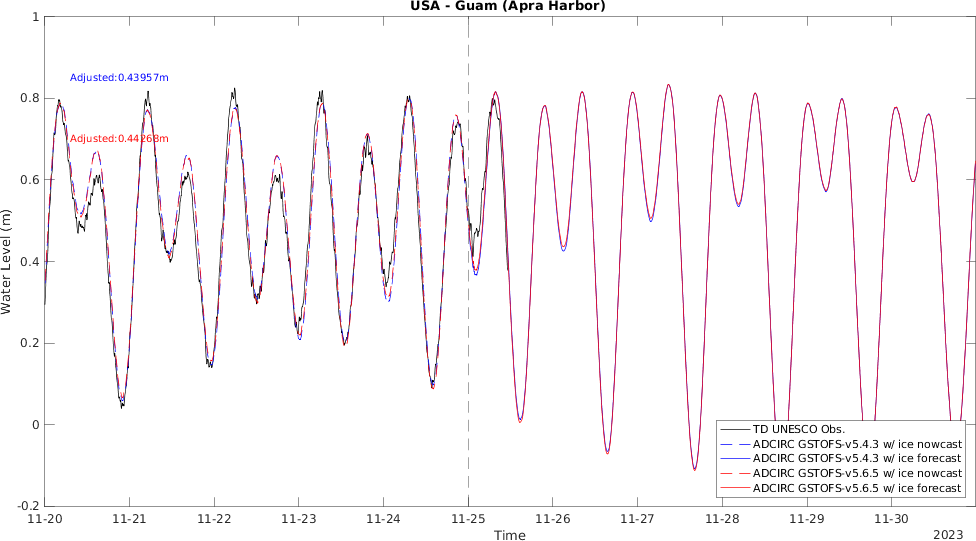 USA - Guam (Apra Harbor)
1
0.8
0.6
0.4
0.2
0
-0.2
Water Level (m)
Adjusted:0.43957m
Adjusted:0.44268m
TD UNESCO Obs.
ADCIRC GSTOFS-v5.4.3 w/ ice nowcast
ADCIRC GSTOFS-v5.4.3 w/ ice forecast
ADCIRC GSTOFS-v5.6.5 w/ ice nowcast
ADCIRC GSTOFS-v5.6.5 w/ ice forecast
11-20 11-21 11-22 11-23 11-24 11-25 11-26 11-27 11-28 11-29 11-30
Time
2023